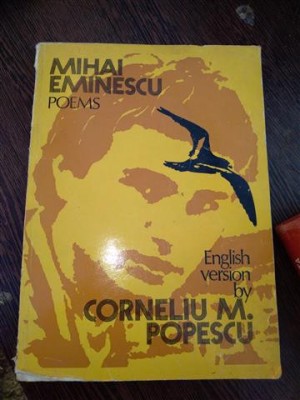 MIHAI
EMINESCU
POEMS
English
version
by
CORNELIU M.
POPESCU